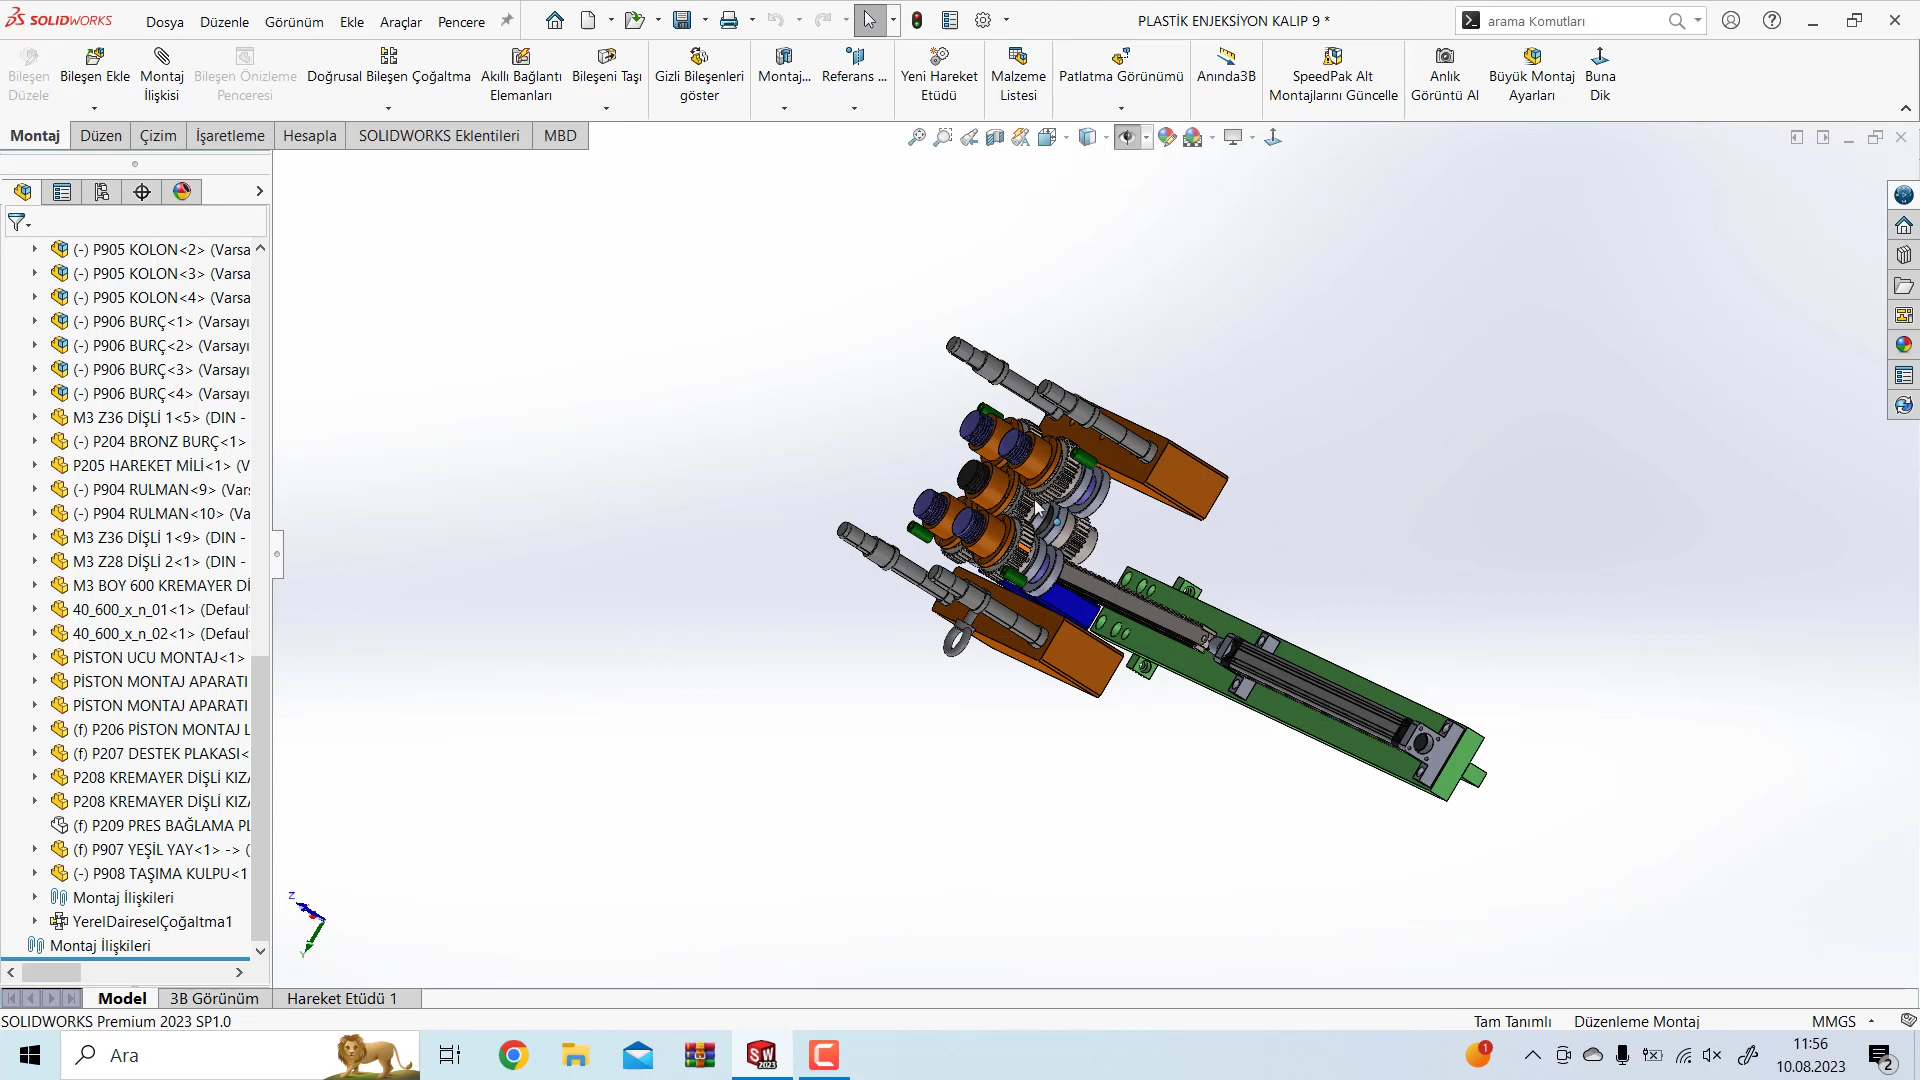 SOLIDWORKS
Dosya Düzenle Görünüm Ekle Araçlar Pencere
PLASTİK ENJEKSİYON KALIP 9 *
arama Komutları
Bileşen Düzele
Bileşen Ekle
Montaj İlişkisi
Bileşen Önizleme Penceresi
Doğrusal Bileşen Çoğaltma
Akıllı Bağlantı Elemanları
Bileşeni Taşı
Gizli Bileşenleri göster
Montaj...
Referans ...
Yeni Hareket Etüdü
Malzeme Listesi
Patlatma Görünümü
Anında3B
SpeedPak Alt Montajlarını Güncelle
Anlık Görüntü Al
Büyük Montaj Ayarları
Buna Dik
Montaj Düzen Çizim İşaretleme Hesapla SOLIDWORKS Eklentileri MBD
(-) P905 KOLON<2> (Varsa
(-) P905 KOLON<3> (Varsa
(-) P905 KOLON<4> (Varsa
(-) P906 BURÇ<1> (Varsayı
(-) P906 BURÇ<2> (Varsayı
(-) P906 BURÇ<3> (Varsayı
(-) P906 BURÇ<4> (Varsayı
M3 Z36 DİŞLİ 1<5> (DIN -
(-) P204 BRONZ BURÇ<1>
P205 HAREKET MİLİ<1> (V
(-) P904 RULMAN<9> (Var
(-) P904 RULMAN<10> (Va
M3 Z36 DİŞLİ 1<9> (DIN -
M3 Z28 DİŞLİ 2<1> (DIN -
M3 BOY 600 KREMAYER Dİ
40_600_x_n_01<1> (Defaul
40_600_x_n_02<1> (Defaul
PİSTON UCU MONTAJ<1>
PİSTON MONTAJ APARATI
PİSTON MONTAJ APARATI
(f) P206 PİSTON MONTAJ L
(f) P207 DESTEK PLAKASI<
P208 KREMAYER DİŞLİ KIZ
P208 KREMAYER DİŞLİ KIZ
(f) P209 PRES BAĞLAMA PL
(f) P907 YEŞİL YAY<1> -> (
(-) P908 TAŞIMA KULPU<1
Montaj İlişkileri
YerelDaireselÇoğaltma1
Montaj İlişkileri
Z
Y
Model 3B Görünüm Hareket Etüdü 1
SOLIDWORKS Premium 2023 SP1.0
Tam Tanımlı Düzenleme Montaj MMGS
Ara
SW
2023
1
11:56
10.08.2023
2